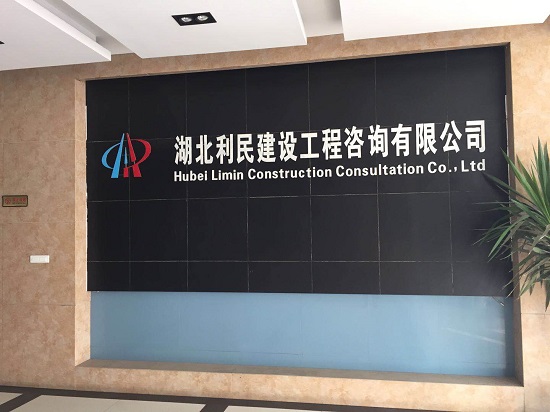 湖北利民建设工程咨询有限公司
Hubei Limin Construction Consultation Co., Ltd